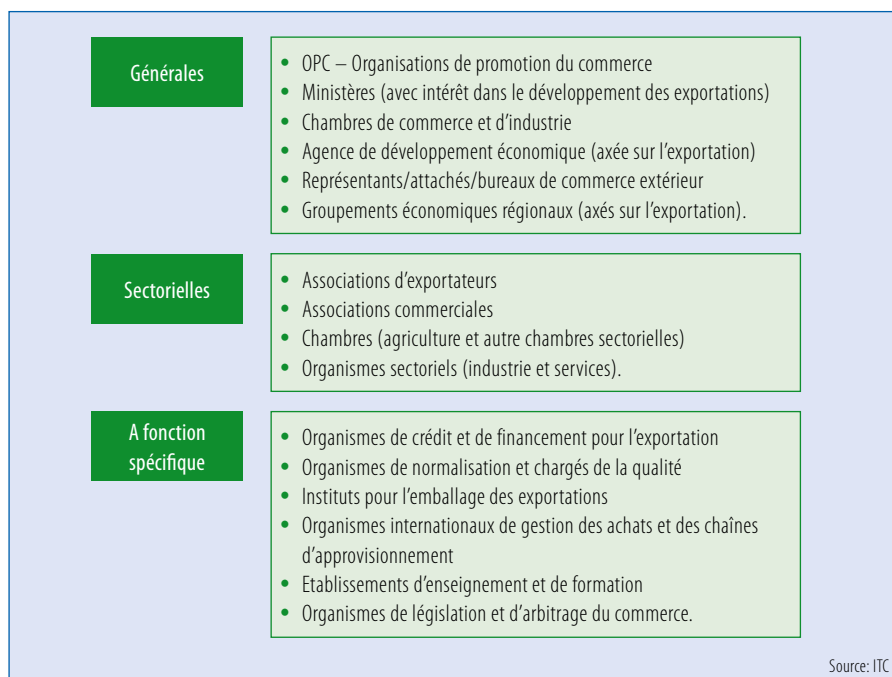 Générales
• OPC – Organisations de promotion du commerce
• Ministères (avec intérêt dans le développement des exportations)
• Chambres de commerce et d'industrie
• Agence de développement économique (axée sur l'exportation)
• Représentants/attachés/bureaux de commerce extérieur
• Groupements économiques régionaux (axés sur l'exportation).
Sectorielles
• Associations d'exportateurs
• Associations commerciales
• Chambres (agriculture et autre chambres sectorielles)
• Organismes sectoriels (industrie et services).
A fonction
spécifique
• Organismes de crédit et de financement pour l'exportation
• Organismes de normalisation et chargés de la qualité
• Instituts pour l'emballage des exportations
• Organismes internationaux de gestion des achats et des chaînes
d'approvisionnement
• Etablissements d'enseignement et de formation
• Organismes de législation et d'arbitrage du commerce.
Source: ITC